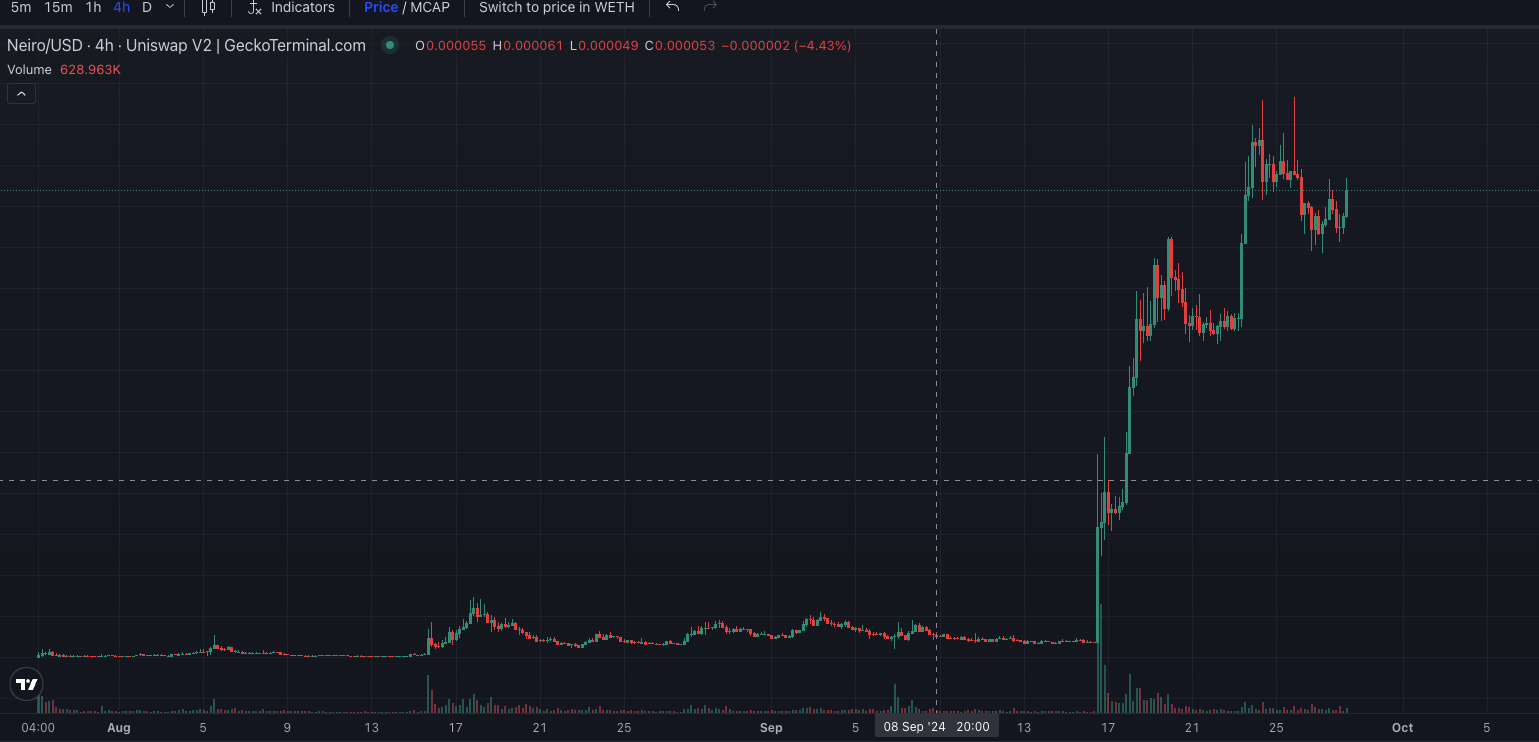 5m 15m 1h 4h D Indicators Price / MCAP Switch to price in WETH
Neiro/USD · 4h · Uniswap V2 | GeckoTerminal.com O0.000055 H0.000061 L0.000049 C0.000053 −0.000002 (−4.43%)
Volume 628.963K
04:00 Aug 5 9 13 17 21 25 Sep 5 08 Sep '24 20:00 13 17 21 25 Oct 5